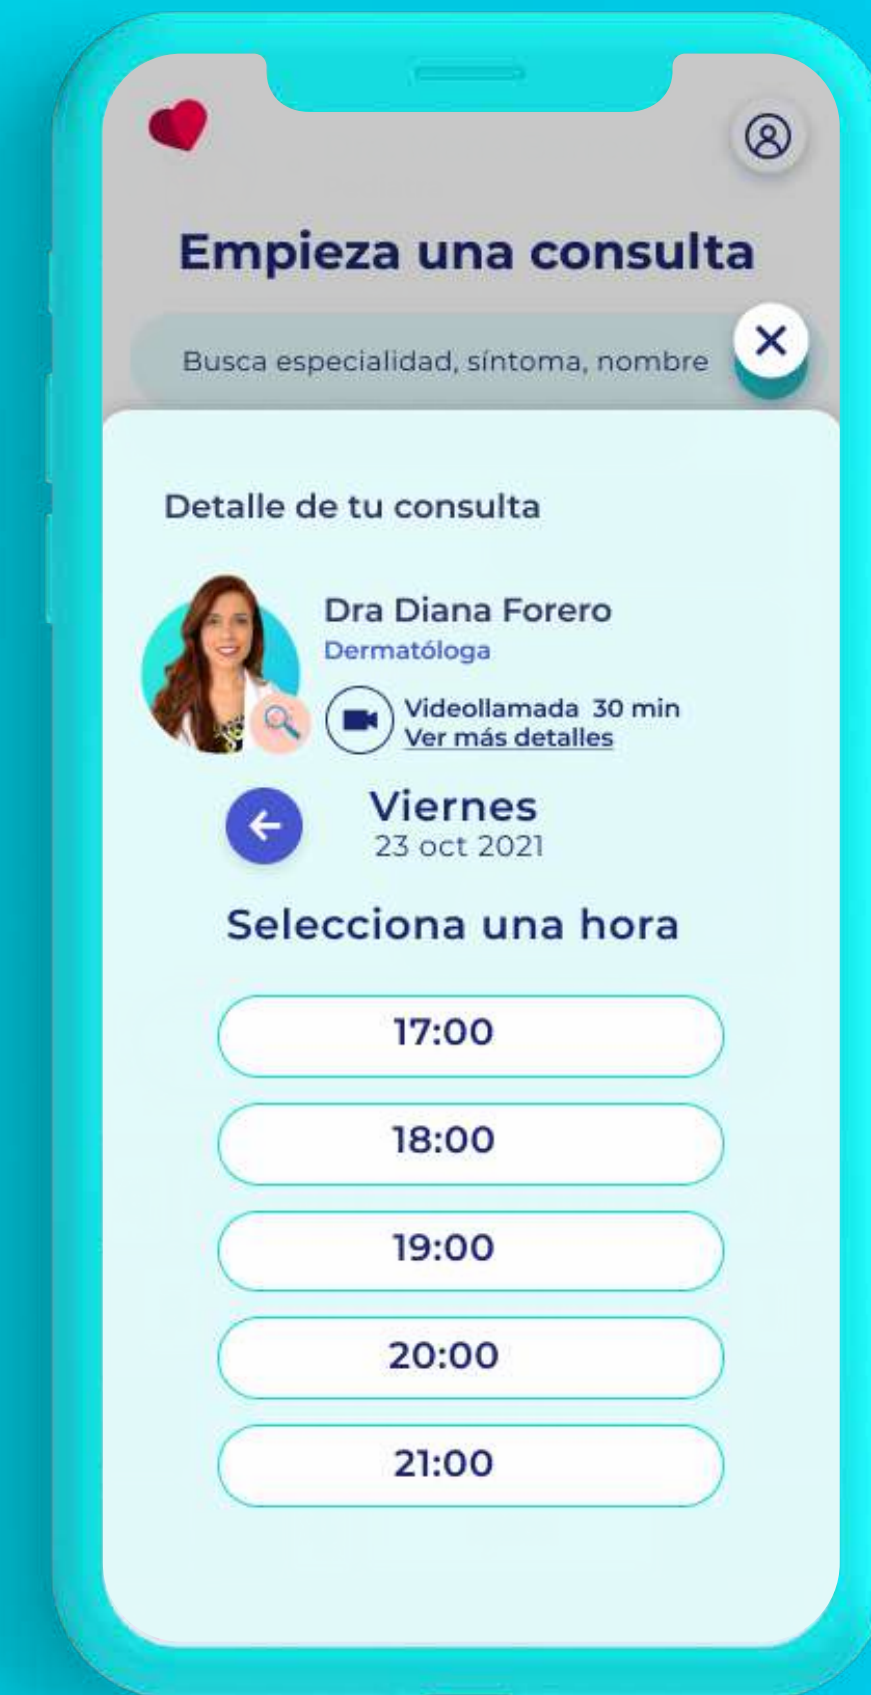 Empieza una consulta
Busca especialidad, síntoma, nombre
Detalle de tu consulta
Dra Diana Forero
Dermatóloga
Videollamada 30 min
Ver más detalles
Viernes
23 oct 2021
Selecciona una hora
17:00
18:00
19:00
20:00
21:00